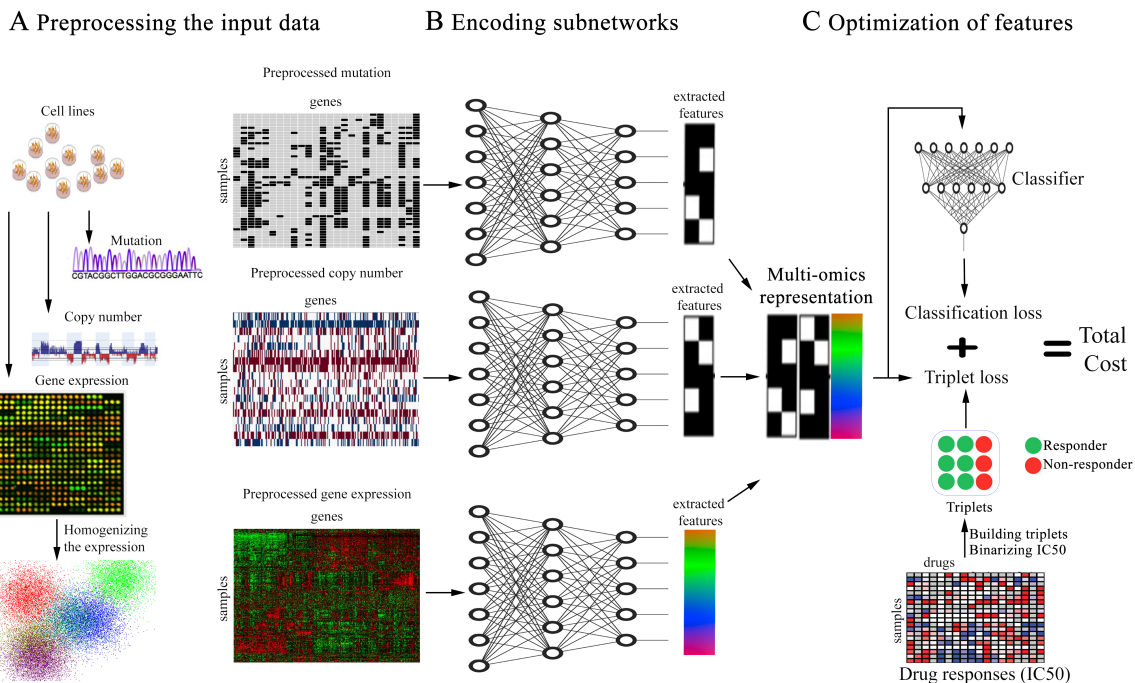 A Preprocessing the input data
Cell lines
Mutation
CGTACGGCTTGGACGCGGGAATTC
Copy number
Gene expression
Homogenizing
the expression
Preprocessed mutation
genes
samples
Preprocessed copy number
genes
samples
Preprocessed gene expression
genes
samples
B Encoding subnetworks
extracted
features
extracted
features
extracted
features
Multi-omics
representation
C Optimization of features
Classifier
Classification loss
+
Triplet loss
= Total
Cost
Responder
Non-responder
Triplets
Building triplets
Binarizing IC50
drugs
samples
Drug responses (IC50)